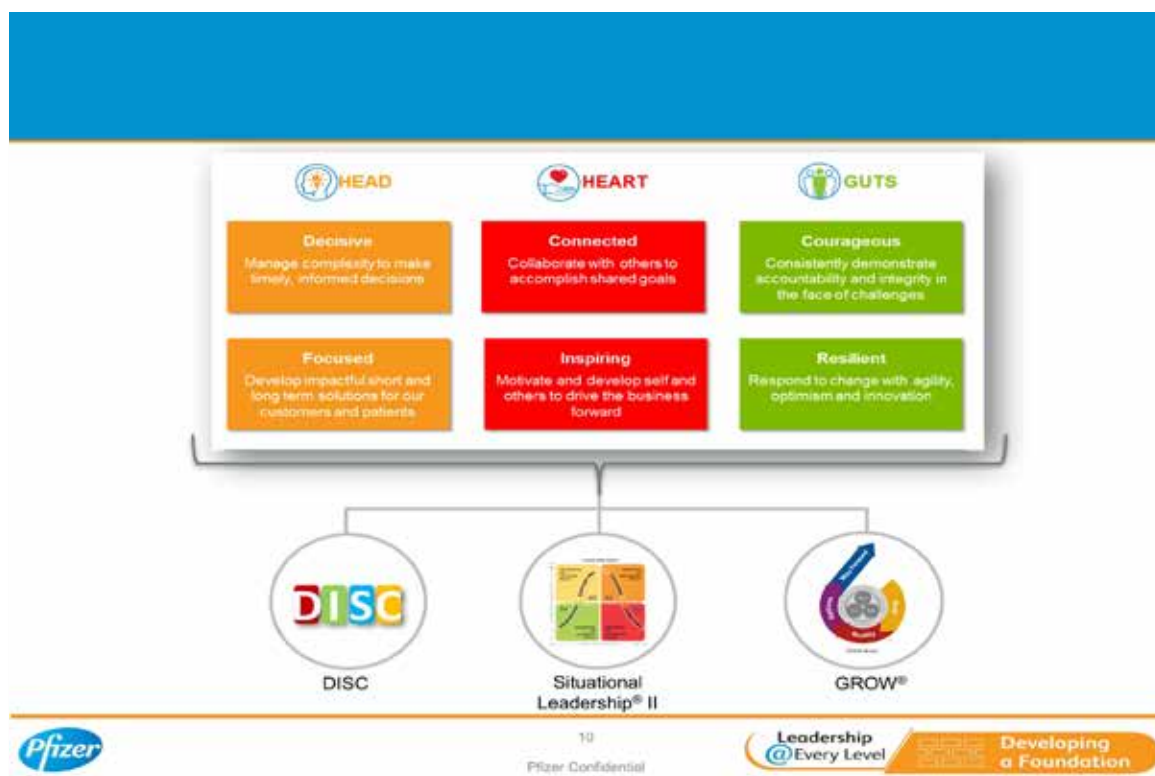 HEAD
HEART
GUTS
Decisive
Manage complexity to make
timely, informed decisions
Connected
Collaborate with others to
accomplish shared goals
Courageous
Consistently demonstrate
accountability and integrity in
the face of challenges
Focused
Develop impactful short and
long term solutions for our
customers and patients
Inspiring
Motivate and develop self and
others to drive the business
forward
Resilient
Respond to change with agility,
optimism and innovation
DISC
DISC
Situational
Leadership® II
GROW®
Pfizer
10
Pfizer Confidential
Leadership
@Every Level
Developing
a Foundation